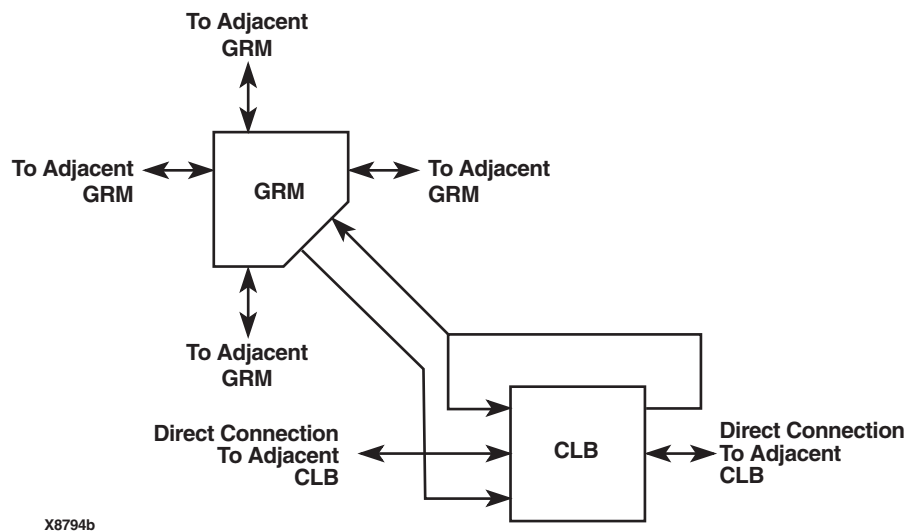 To Adjacent
GRM
To Adjacent
GRM
GRM
To Adjacent
GRM
To Adjacent
GRM
Direct Connection
To Adjacent
CLB
CLB
Direct Connection
To Adjacent
CLB
X8794b